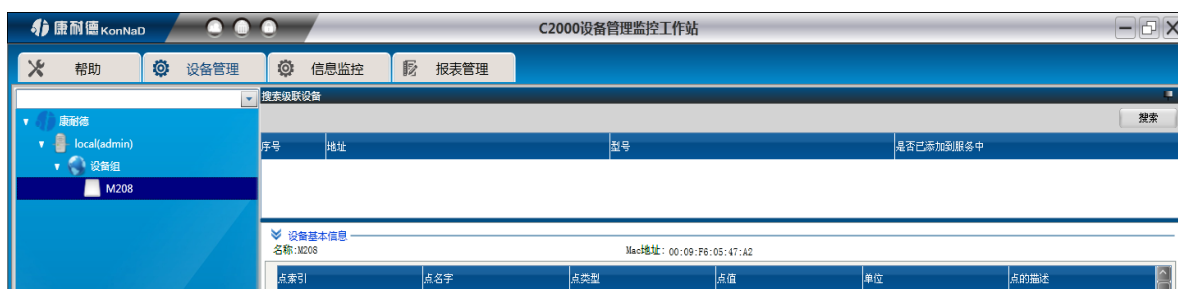 康耐德 KonNaD C2000设备管理监控工作站
帮助 设备管理 信息监控 报表管理
搜索级联设备
康耐德
搜索
local(admin)
序号 地址 型号 是否已添加到服务中
设备组
M208
设备基本信息
名称:M208 Mac地址: 00:09:F6:05:47:A2
点索引 点名字 点类型 点值 单位 点的描述